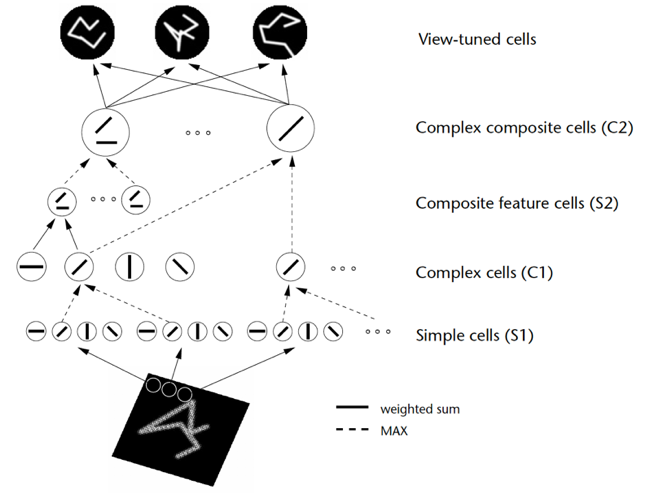 View-tuned cells
Complex composite cells (C2)
Composite feature cells (S2)
Complex cells (C1)
Simple cells (S1)
weighted sum
MAX